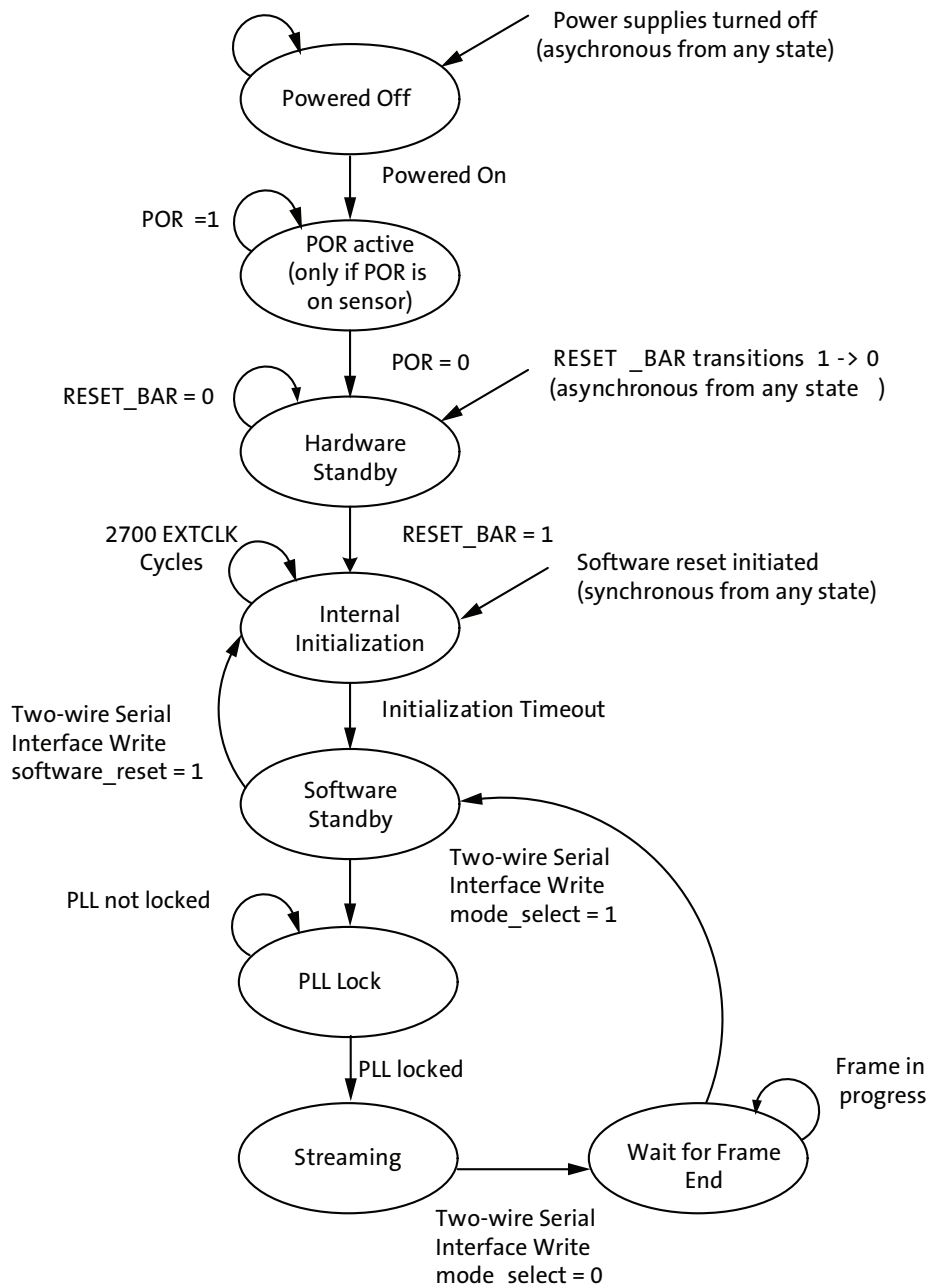 Power supplies turned off
(asychronous from any state)
Powered Off
Powered On
POR =1
POR active
(only if POR is
on sensor)
POR = 0
RESET _BAR transitions 1 -> 0
(asynchronous from any state )
RESET_BAR = 0
Hardware
Standby
2700 EXTCLK
Cycles
RESET_BAR = 1
Software reset initiated
(synchronous from any state)
Internal
Initialization
Two-wire Serial
Interface Write
software_reset = 1
Initialization Timeout
Software
Standby
Two-wire Serial
Interface Write
mode_select = 1
PLL not locked
PLL Lock
PLL locked
Frame in
progress
Streaming
Wait for Frame
End
Two-wire Serial
Interface Write
mode_select = 0